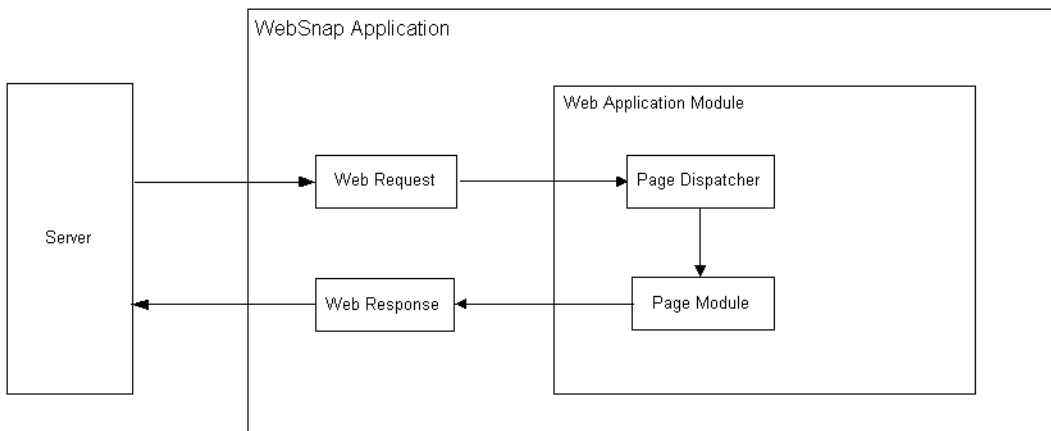 WebSnap Application
Web Application Module
Web Request
Page Dispatcher
Server
Web Response
Page Module